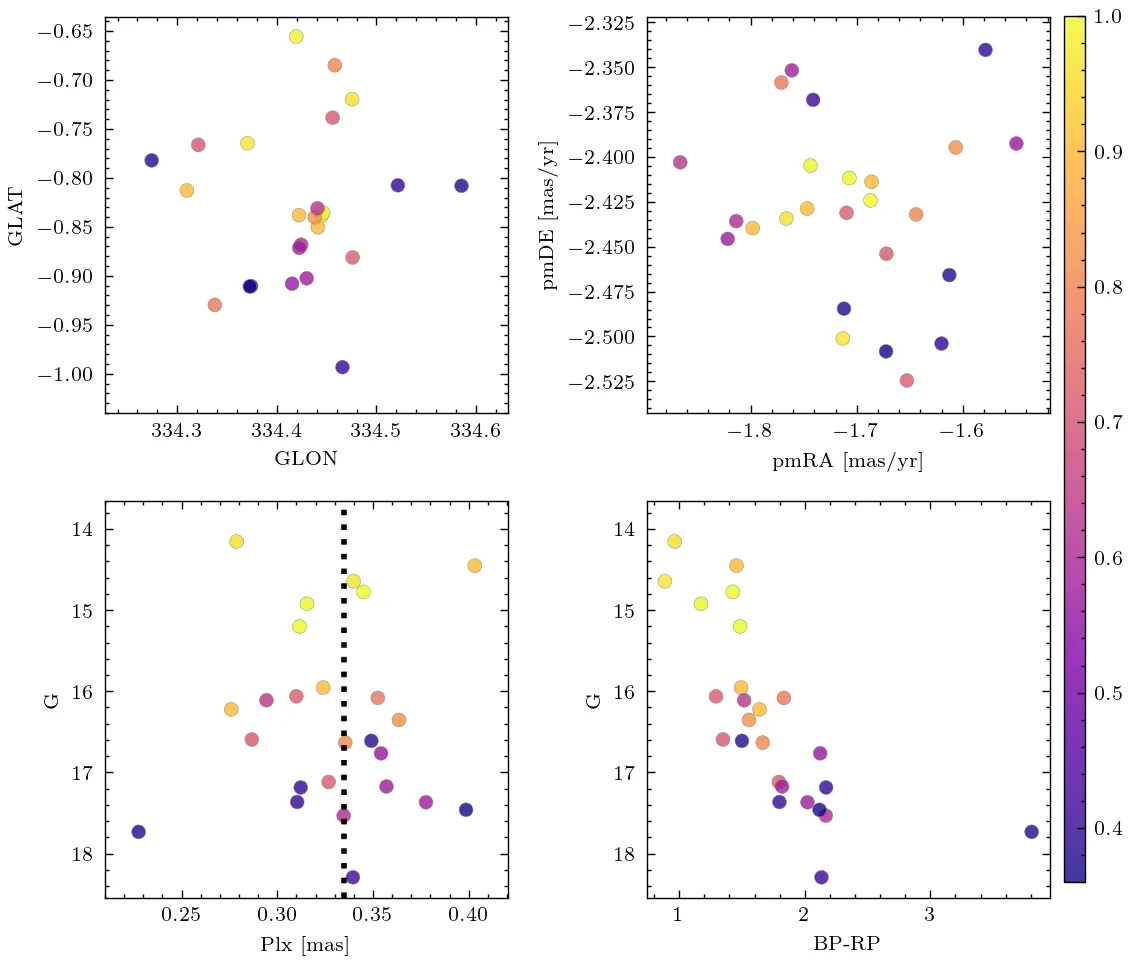 −0.65
−0.70
−0.75
−0.80
−0.85
−0.90
−0.95
−1.00
GLAT
334.3 334.4 334.5 334.6
GLON
−2.325
−2.350
−2.375
−2.400
−2.425
−2.450
−2.475
−2.500
−2.525
pmDE [mas/yr]
−1.8 −1.7 −1.6
pmRA [mas/yr]
14
15
16
17
18
G
0.25 0.30 0.35 0.40
Plx [mas]
14
15
16
17
18
G
1 2 3
BP-RP
1.0
0.9
0.8
0.7
0.6
0.5
0.4